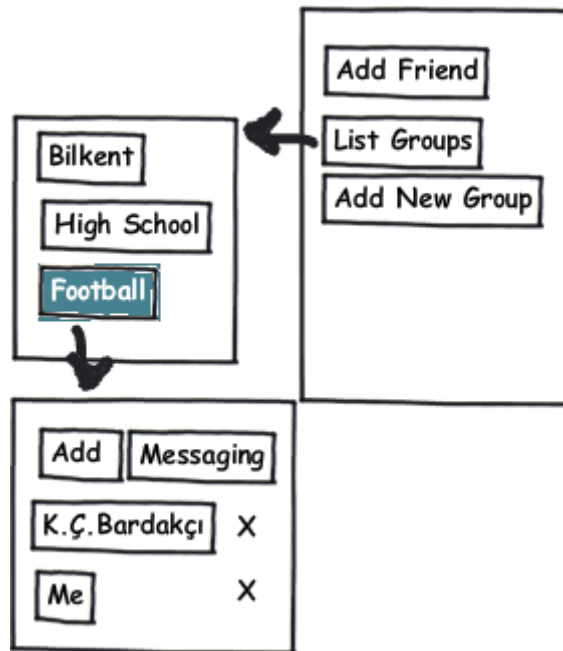 Add Friend
List Groups
Add New Group
Bilkent
High School
Football
Add Messaging
K.Ç.Bardakçı X
Me X